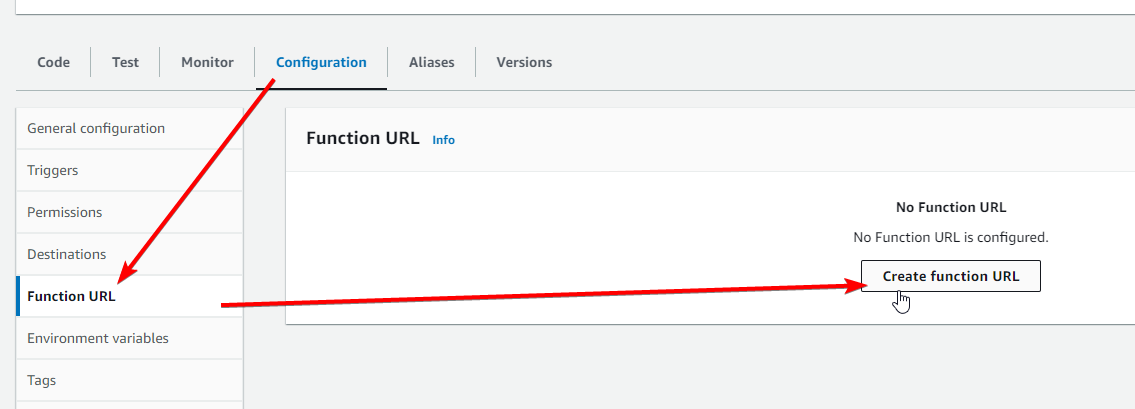 Code Test Monitor Configuration Aliases Versions
General configuration
Triggers
Permissions
Destinations
Function URL
Environment variables
Tags
Function URL Info
No Function URL
No Function URL is configured.
Create function URL